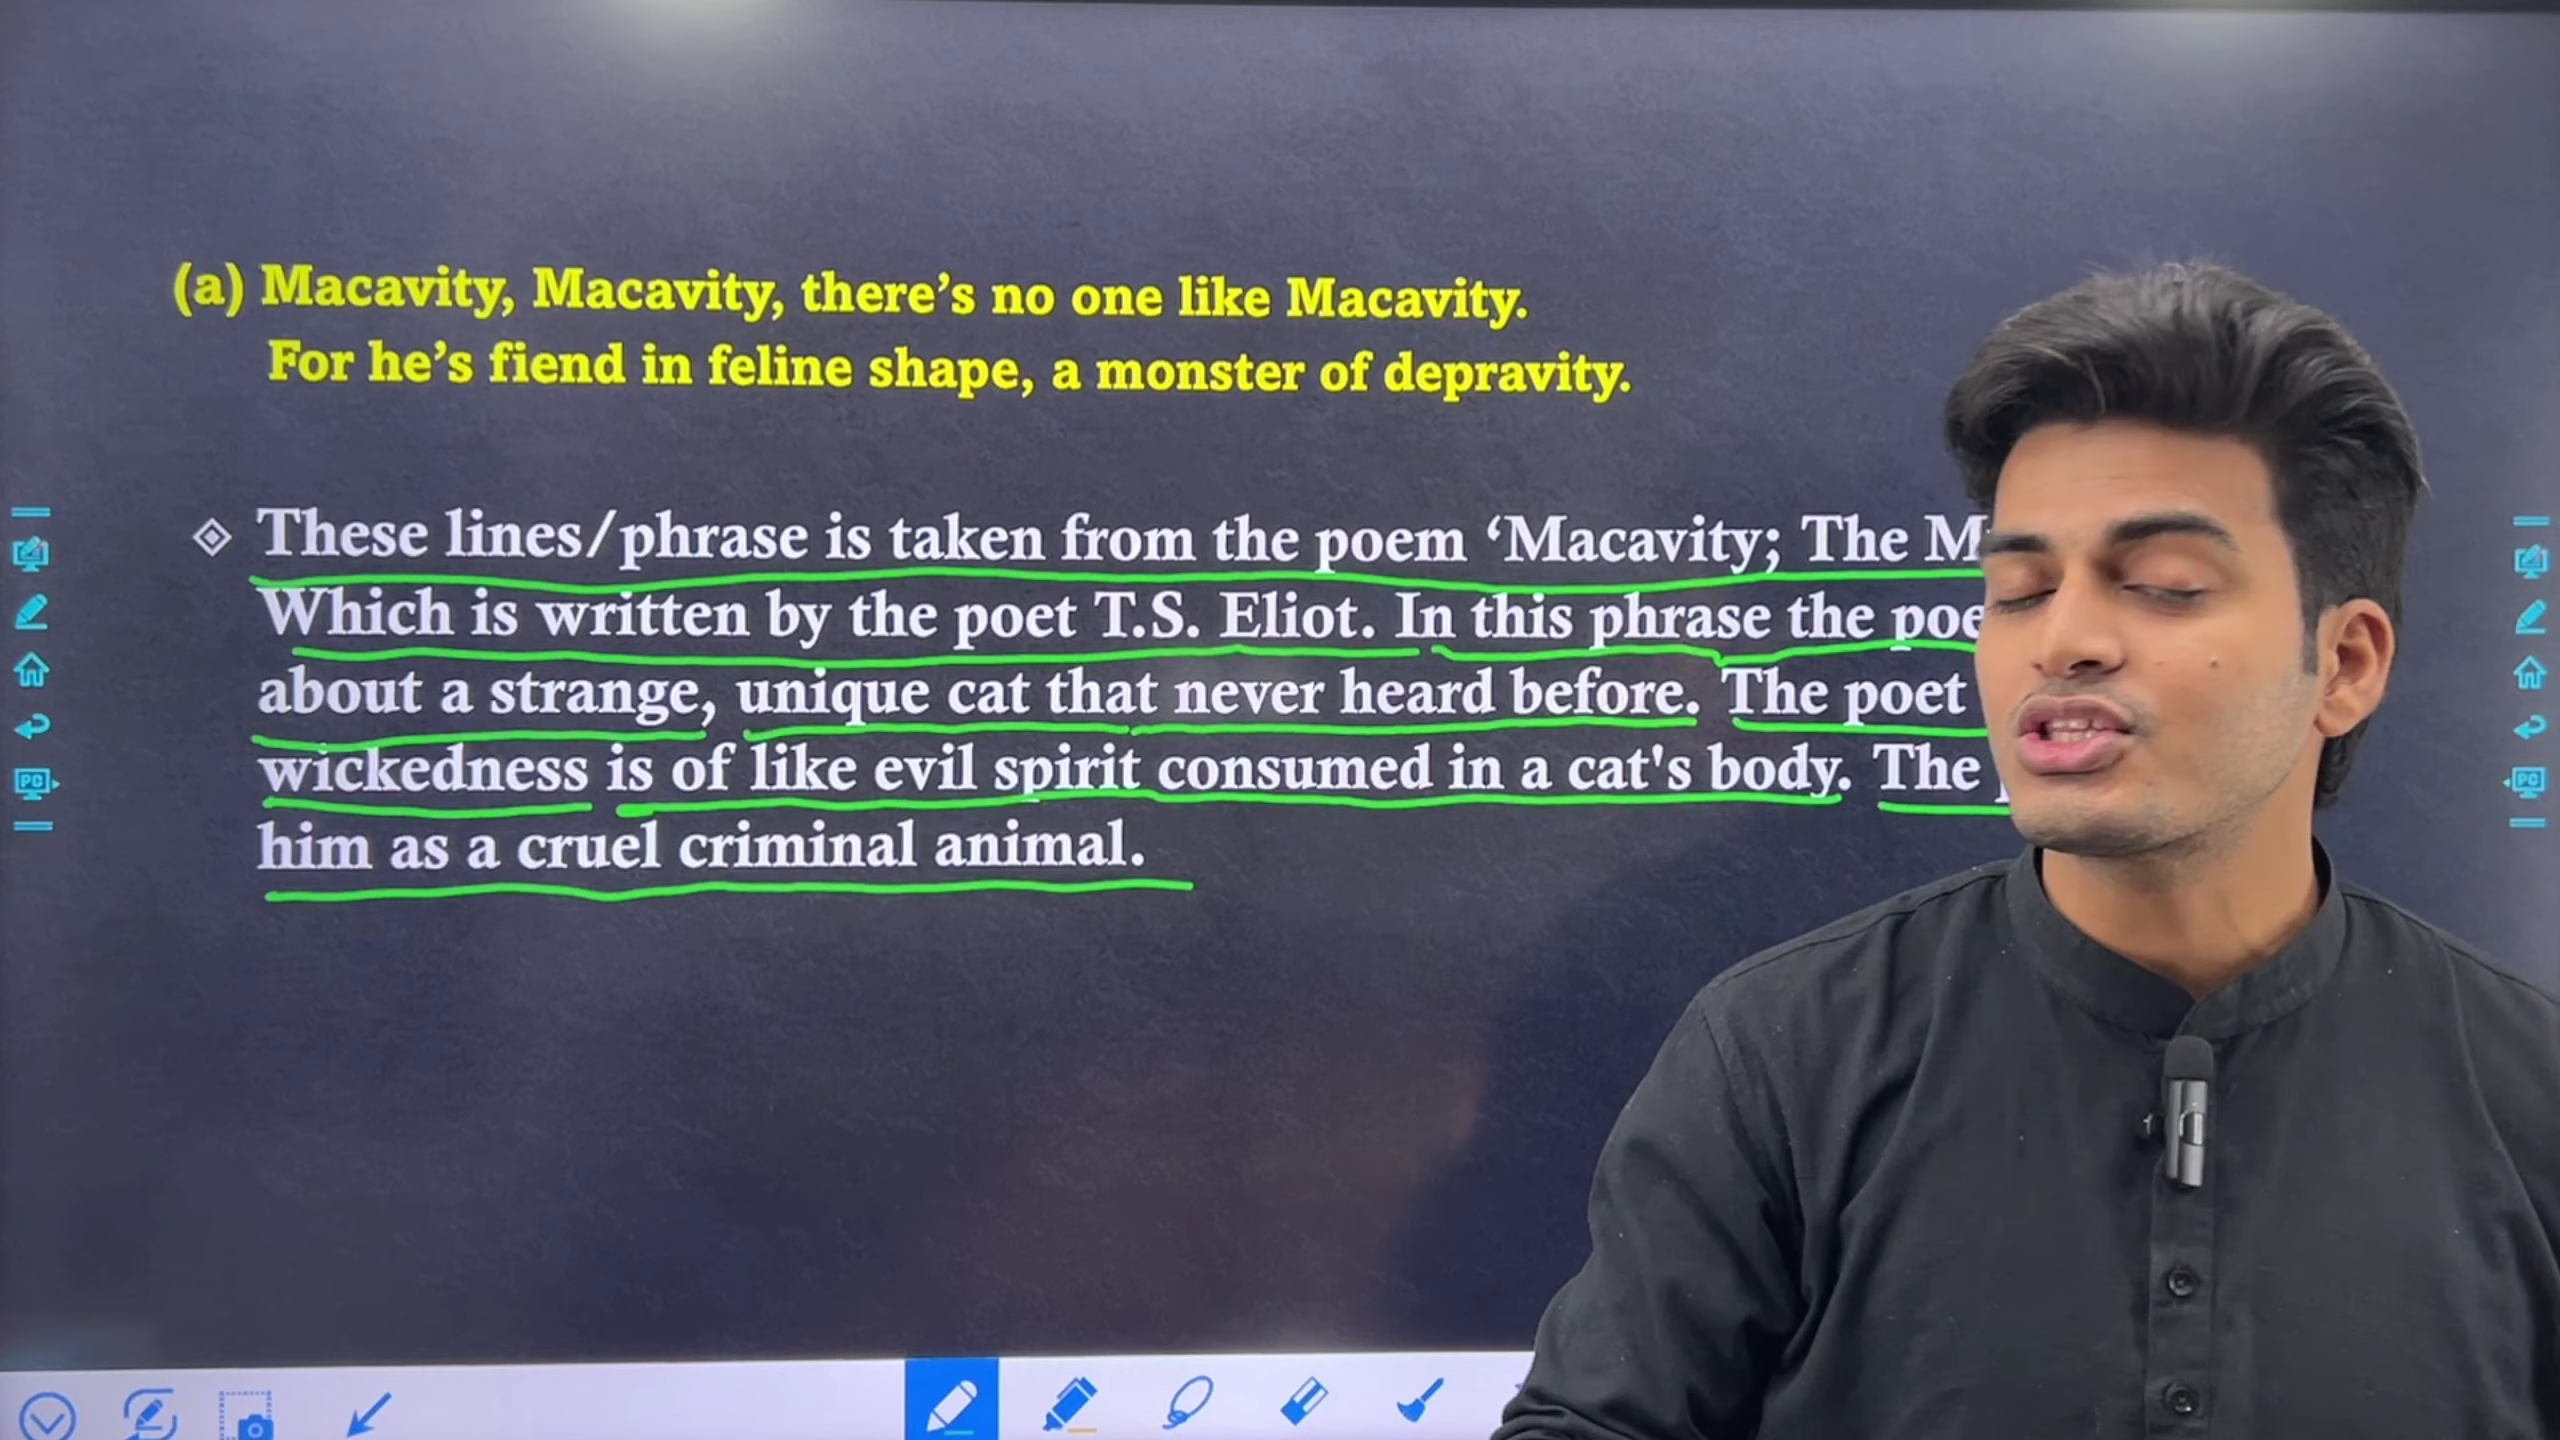 (a) Macavity, Macavity, there's no one like Macavity.
For he's fiend in feline shape, a monster of depravity.
These lines/phrase is taken from the poem ‘Macavity; The
Which is written by the poet T.S. Eliot. In this phrase the
about a strange, unique cat that never heard before. The poet
wickedness is of like evil spirit consumed in a cat's body. The
him as a cruel criminal animal.
PC
PC